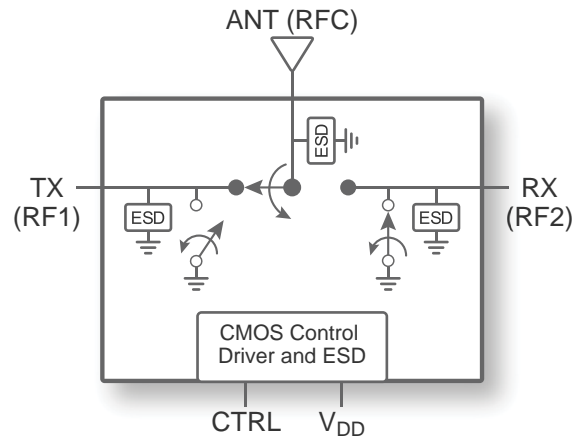 ANT (RFC)
ESD
TX
(RF1)
RX
(RF2)
ESD
ESD
CMOS Control
Driver and ESD
CTRL
VDD